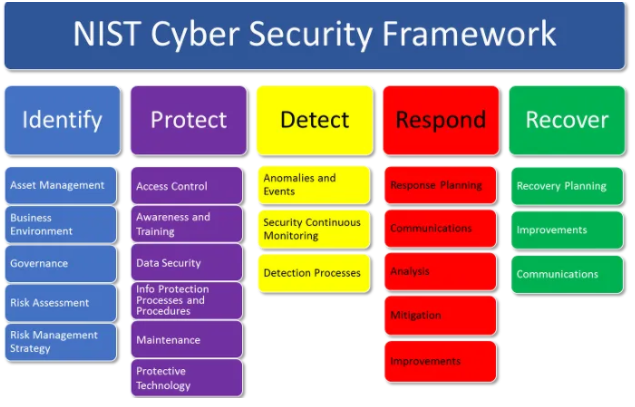 NIST Cyber Security Framework
Identify
Protect
Detect
Respond
Recover
Asset Management
Business
Environment
Governance
Risk Assessment
Risk Management
Strategy
Access Control
Awareness and
Training
Data Security
Info Protection
Processes and
Procedures
Maintenance
Protective
Technology
Anomalies and
Events
Security Continuous
Monitoring
Detection Processes
Response Planning
Communications
Analysis
Mitigation
Improvements
Recovery Planning
Improvements
Communications